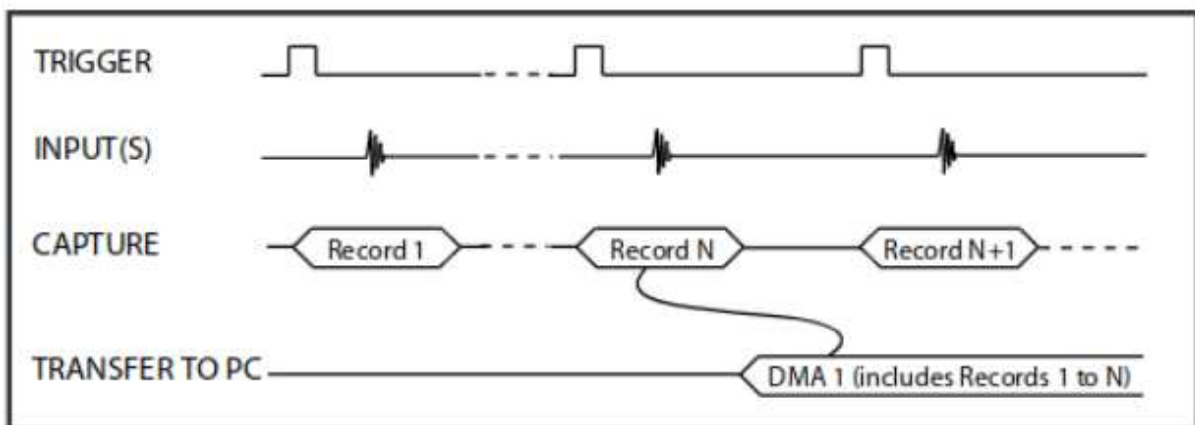 TRIGGER
INPUT(S)
CAPTURE
Record 1
Record N
Record N+1
TRANSFER TO PC
DMA 1 (includes Records 1 to N)